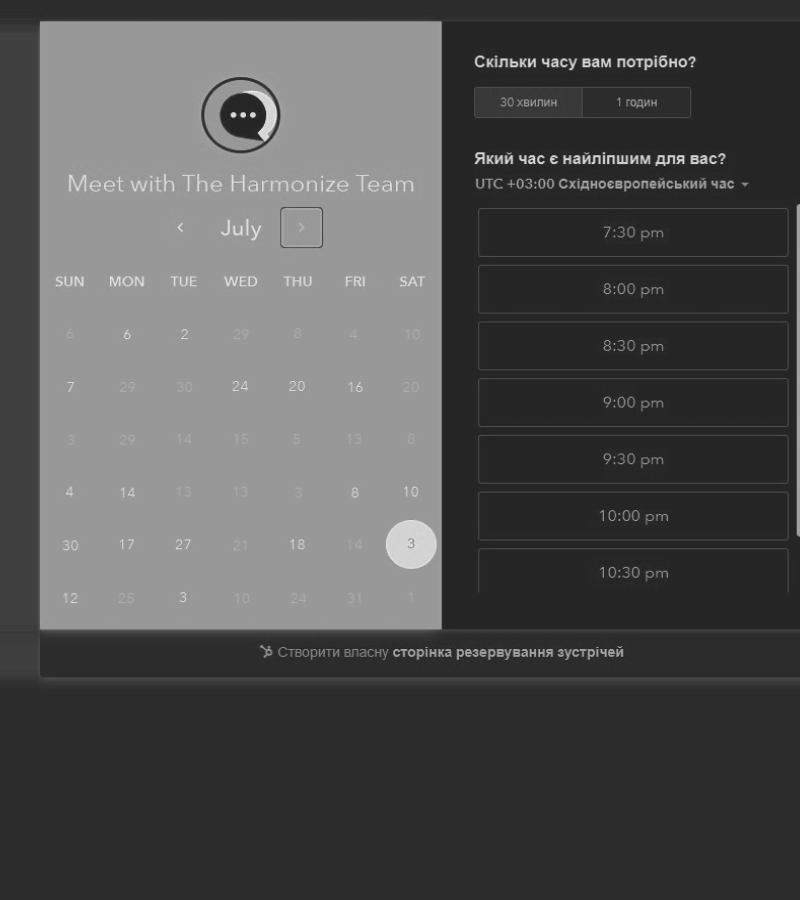 Meet with The Harmonize Team
July
SUN MON TUE WED THU FRI SAT
6 6 2 29 8 4 10
7 29 30 24 20 16 20
3 29 14 15 5 13 8
4 14 13 13 3 8 10
30 17 27 21 18 14 3
12 25 3 10 24 31 1
Скільки часу вам потрібно?
30 хвилин 1 годин
Який час є найліпшим для вас?
UTC +03:00 Східноєвропейський час
7:30 pm
8:00 pm
8:30 pm
9:00 pm
9:30 pm
10:00 pm
10:30 pm
Створити власну сторінка резервування зустрічей